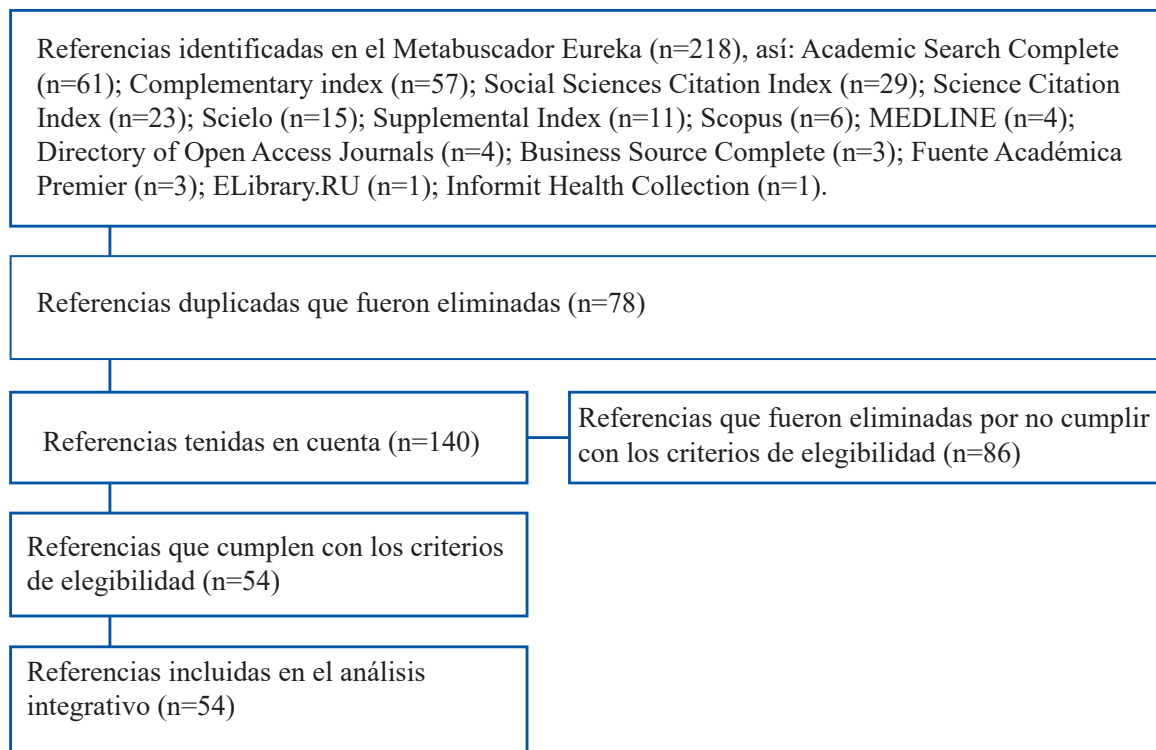 Referencias identificadas en el Metabuscador Eureka (n=218), así: Academic Search Complete
(n=61); Complementary index (n=57); Social Sciences Citation Index (n=29); Science Citation
Index (n=23); Scielo (n=15); Supplemental Index (n=11); Scopus (n=6); MEDLINE (n=4);
Directory of Open Access Journals (n=4); Business Source Complete (n=3); Fuente Académica
Premier (n=3); ELibrary.RU (n=1); Informit Health Collection (n=1).
Referencias duplicadas que fueron eliminadas (n=78)
Referencias tenidas en cuenta (n=140)
Referencias que fueron eliminadas por no cumplir
con los criterios de elegibilidad (n=86)
Referencias que cumplen con los criterios
de elegibilidad (n=54)
Referencias incluidas en el análisis
integrativo (n=54)